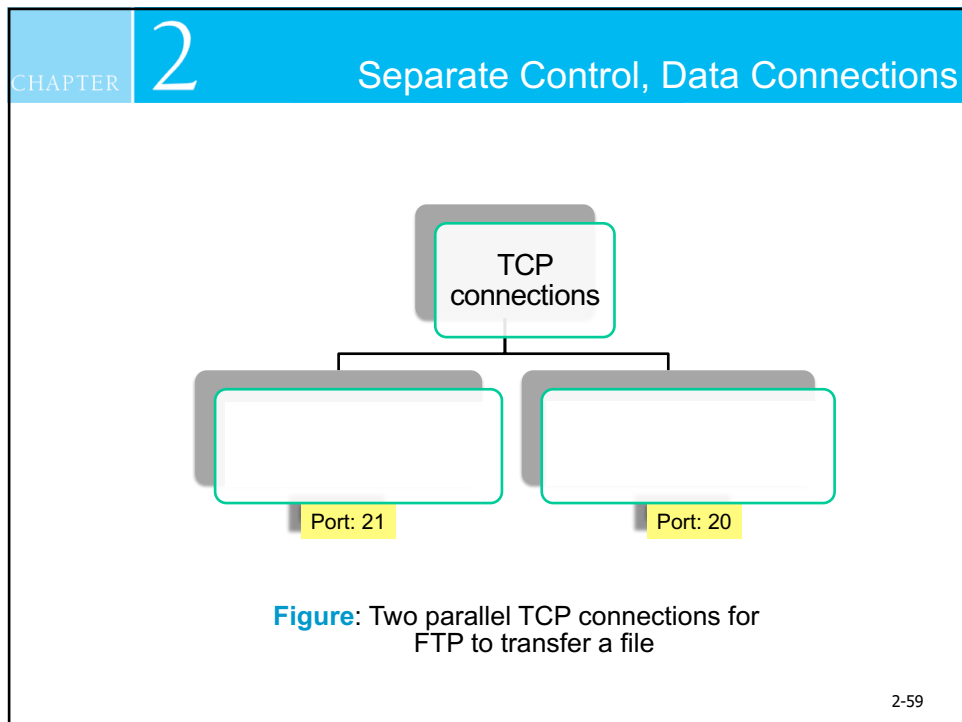 CHAPTER 2
Separate Control, Data Connections
TCP
connections
Port: 21
Port: 20
Figure: Two parallel TCP connections for
FTP to transfer a file
2-59